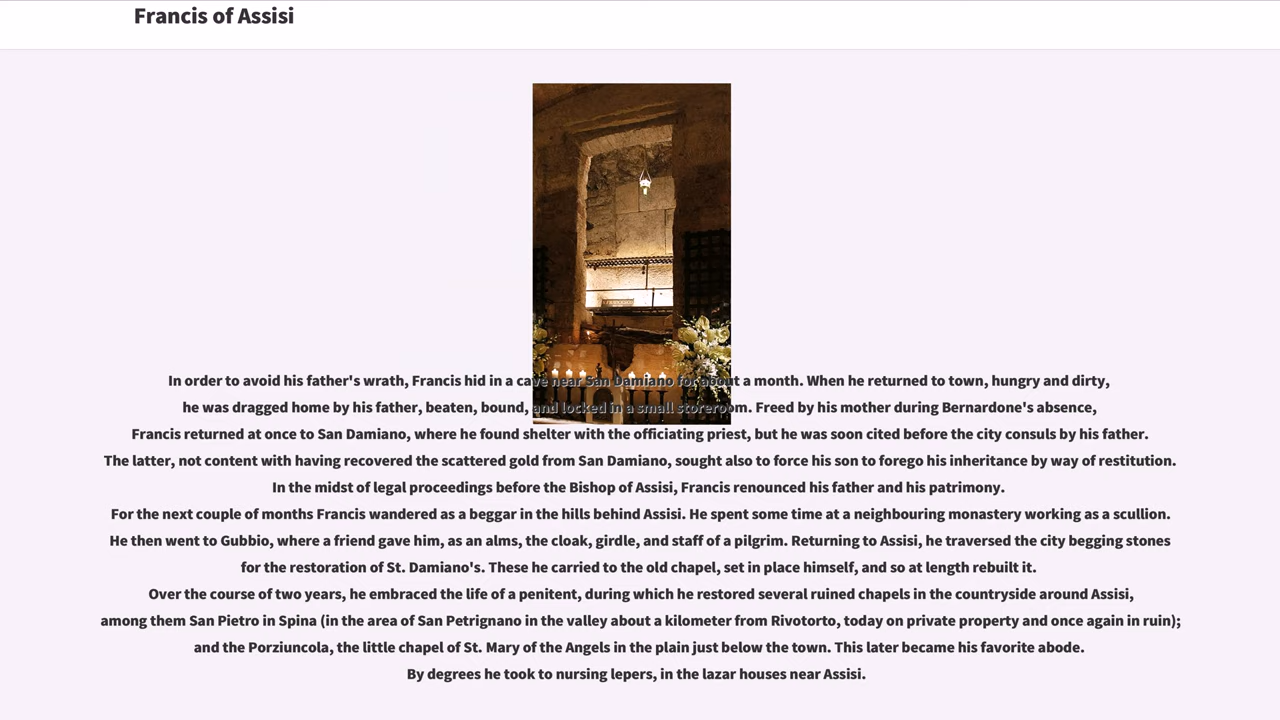 Francis of Assisi
In order to avoid his father's wrath, Francis hid in a cave near San Damiano for about a month. When he returned to town, hungry and dirty,
he was dragged home by his father, beaten, bound, and locked in a small storeroom. Freed by his mother during Bernardone's absence,
Francis returned at once to San Damiano, where he found shelter with the officiating priest, but he was soon cited before the city consuls by his father.
The latter, not content with having recovered the scattered gold from San Damiano, sought also to force his son to forego his inheritance by way of restitution.
In the midst of legal proceedings before the Bishop of Assisi, Francis renounced his father and his patrimony.
For the next couple of months Francis wandered as a beggar in the hills behind Assisi. He spent some time at a neighbouring monastery working as a scullion.
He then went to Gubbio, where a friend gave him, as an alms, the cloak, girdle, and staff of a pilgrim. Returning to Assisi, he traversed the city begging stones
for the restoration of St. Damiano's. These he carried to the old chapel, set in place himself, and so at length rebuilt it.
Over the course of two years, he embraced the life of a penitent, during which he restored several ruined chapels in the countryside around Assisi,
among them San Pietro in Spina (in the area of San Petrignano in the valley about a kilometer from Rivotorto, today on private property and once again in ruin);
and the Porziuncola, the little chapel of St. Mary of the Angels in the plain just below the town. This later became his favorite abode.
By degrees he took to nursing lepers, in the lazar houses near Assisi.